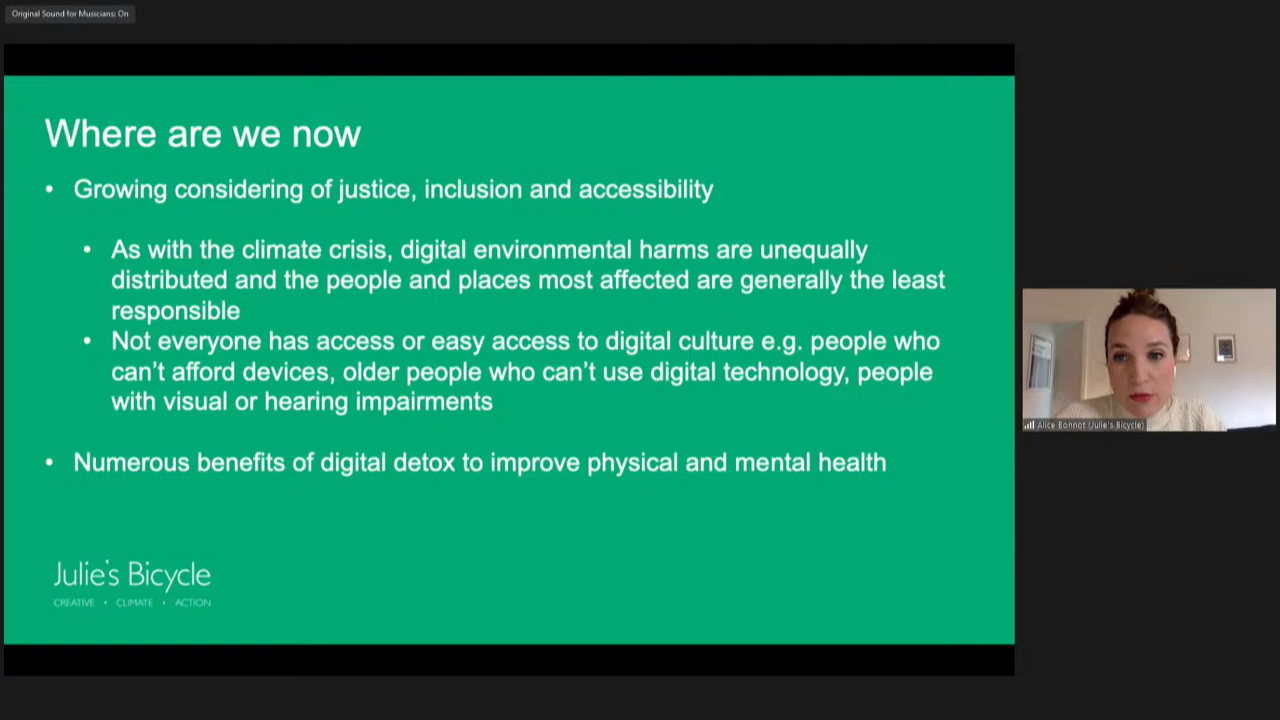 Original Sound for Musicians: On
Where are we now
• Growing considering of justice, inclusion and accessibility
• As with the climate crisis, digital environmental harms are unequally
distributed and the people and places most affected are generally the least
responsible
• Not everyone has access or easy access to digital culture e.g. people who
can’t afford devices, older people who can’t use digital technology, people
with visual or hearing impairments
• Numerous benefits of digital detox to improve physical and mental health
Julie’s Bicycle
CREATIVE • CLIMATE • ACTION
Alice Bonnot (Julie's Bicycle)